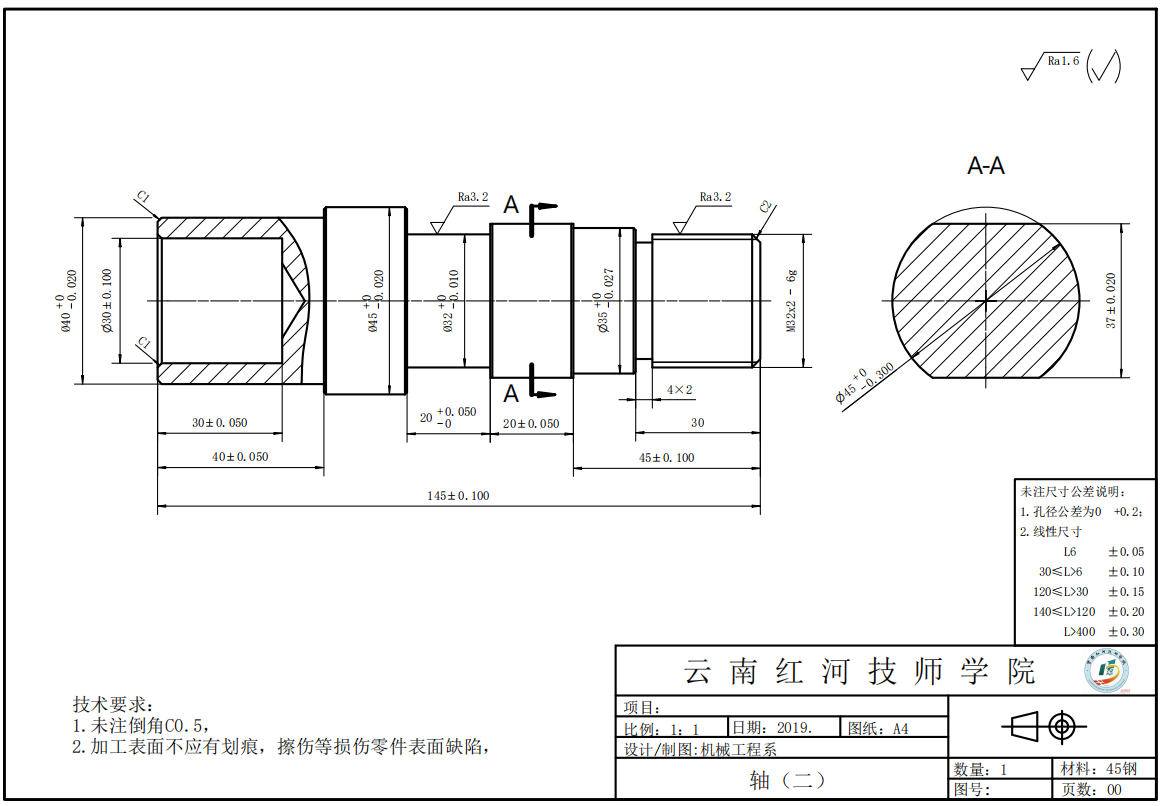 Ra1.6
A-A
C1
Ra3.2
A
Ra3.2
C2
Ø40 +0 -0.020
Ø30±0.100
Ø45 +0 -0.020
Ø32 +0 -0.010
Ø35 +0 -0.027
M32x2 - 6g
37±0.020
C1
Ø45 +0 -0.300
A
4×2
30±0.050
20 +0.050 -0
20±0.050
30
40±0.050
45±0.100
145±0.100
未注尺寸公差说明:
1.孔径公差为0 +0.2;
2.线性尺寸
L6 ±0.05
30≤L>6 ±0.10
120≤L>30 ±0.15
140≤L>120 ±0.20
L>400 ±0.30
云南红河技师学院
项目:
比例: 1: 1 日期: 2019. 图纸: A4
设计/制图:机械工程系
轴（二）
数量: 1 材料: 45钢
图号: 页数: 00
技术要求:
1.未注倒角C0.5,
2.加工表面不应有划痕, 擦伤等损伤零件表面缺陷,